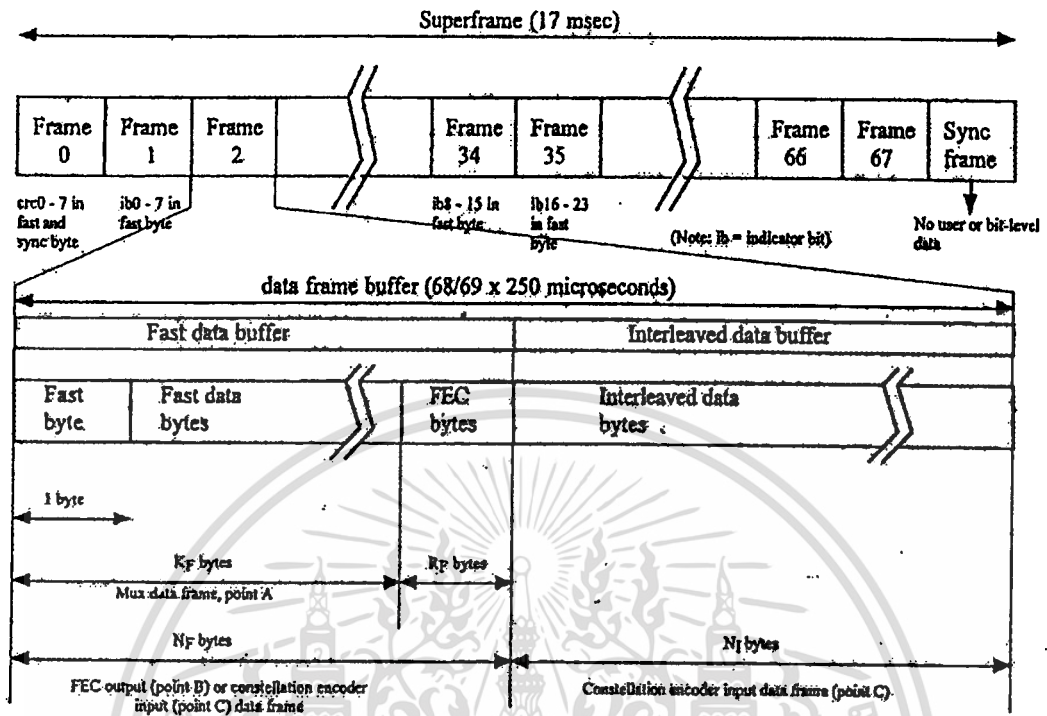 Superframe (17 msec)
Frame 0
Frame 1
Frame 2
Frame 34
Frame 35
Frame 66
Frame 67
Sync frame
crc0 - 7 in fast and sync byte
ib0 - 7 in fast byte
ib8 - 15 in fast byte
ib16 - 23 in fast byte
(Note: ib = indicator bit)
No user or bit-level data
data frame buffer (68/69 x 250 microseconds)
Fast data buffer
Interleaved data buffer
Fast byte
Fast data bytes
FEC bytes
Interleaved data bytes
1 byte
KF bytes
RF bytes
Mux data frame, point A
NF bytes
NI bytes
FEC output (point B) or constellation encoder input (point C) data frame
Constellation encoder input data frame (point C)